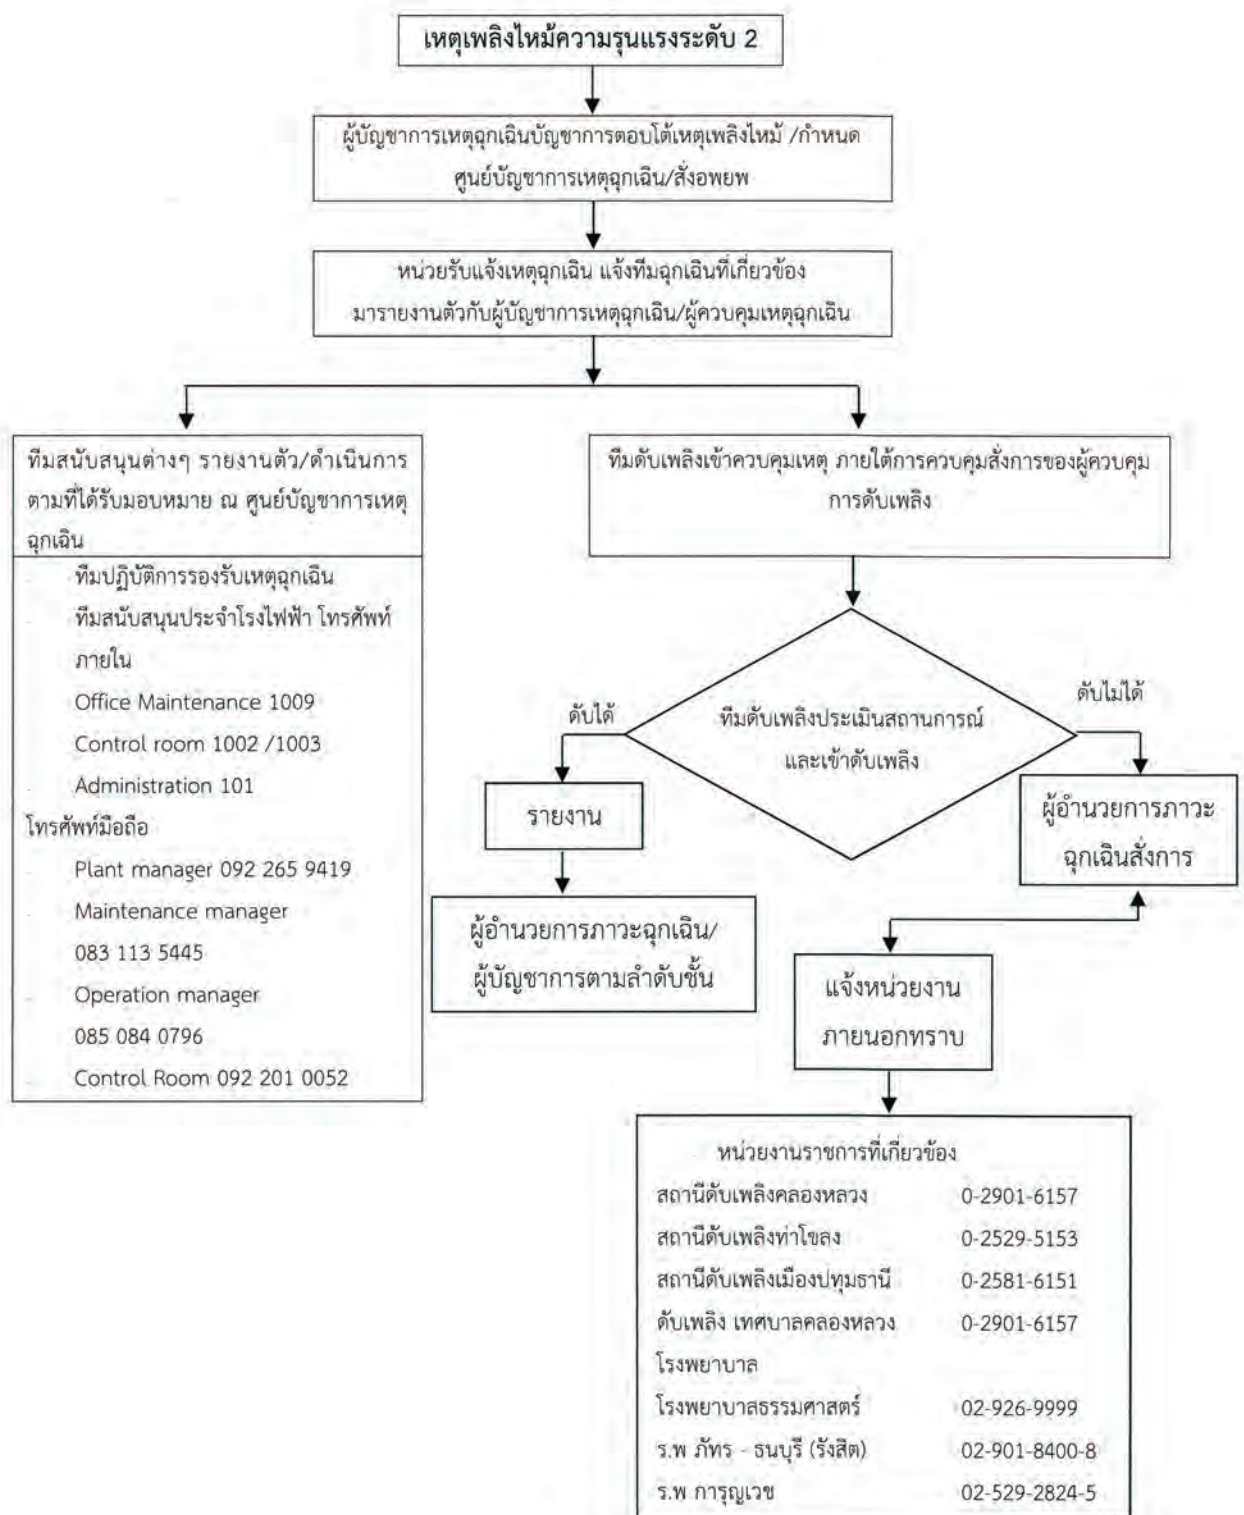 เหตุเพลิงไหม้ความรุนแรงระดับ 2
ผู้บัญชาการเหตุฉุกเฉินบัญชาการตอบโต้เหตุเพลิงไหม้ /กำหนด
ศูนย์บัญชาการเหตุฉุกเฉิน/สั่งอพยพ
หน่วยรับแจ้งเหตุฉุกเฉิน แจ้งทีมฉุกเฉินที่เกี่ยวข้อง
มารายงานตัวกับผู้บัญชาการเหตุฉุกเฉิน/ผู้ควบคุมเหตุฉุกเฉิน
ทีมสนับสนุนต่างๆ รายงานตัว/ดำเนินการ
ตามที่ได้รับมอบหมาย ณ ศูนย์บัญชาการเหตุ
ฉุกเฉิน
- ทีมปฏิบัติการรองรับเหตุฉุกเฉิน
- ทีมสนับสนุนประจำโรงไฟฟ้า โทรศัพท์
ภายใน
- Office Maintenance 1009
- Control room 1002 /1003
- Administration 101
โทรศัพท์มือถือ
- Plant manager 092 265 9419
- Maintenance manager
083 113 5445
- Operation manager
085 084 0796
- Control Room 092 201 0052
ทีมดับเพลิงเข้าควบคุมเหตุ ภายใต้การควบคุมสั่งการของผู้ควบคุม
การดับเพลิง
ทีมดับเพลิงประเมินสถานการณ์
และเข้าดับเพลิง
ดับได้
รายงาน
ผู้อำนวยการภาวะฉุกเฉิน/
ผู้บัญชาการตามลำดับชั้น
ดับไม่ได้
ผู้อำนวยการภาวะ
ฉุกเฉินสั่งการ
แจ้งหน่วยงาน
ภายนอกทราบ
หน่วยงานราชการที่เกี่ยวข้อง
สถานีดับเพลิงคลองหลวง 0-2901-6157
สถานีดับเพลิงท่าโขลง 0-2529-5153
สถานีดับเพลิงเมืองปทุมธานี 0-2581-6151
ดับเพลิง เทศบาลคลองหลวง 0-2901-6157
โรงพยาบาล
โรงพยาบาลธรรมศาสตร์ 02-926-9999
ร.พ ภัทร - ธนบุรี (รังสิต) 02-901-8400-8
ร.พ การุญเวช 02-529-2824-5